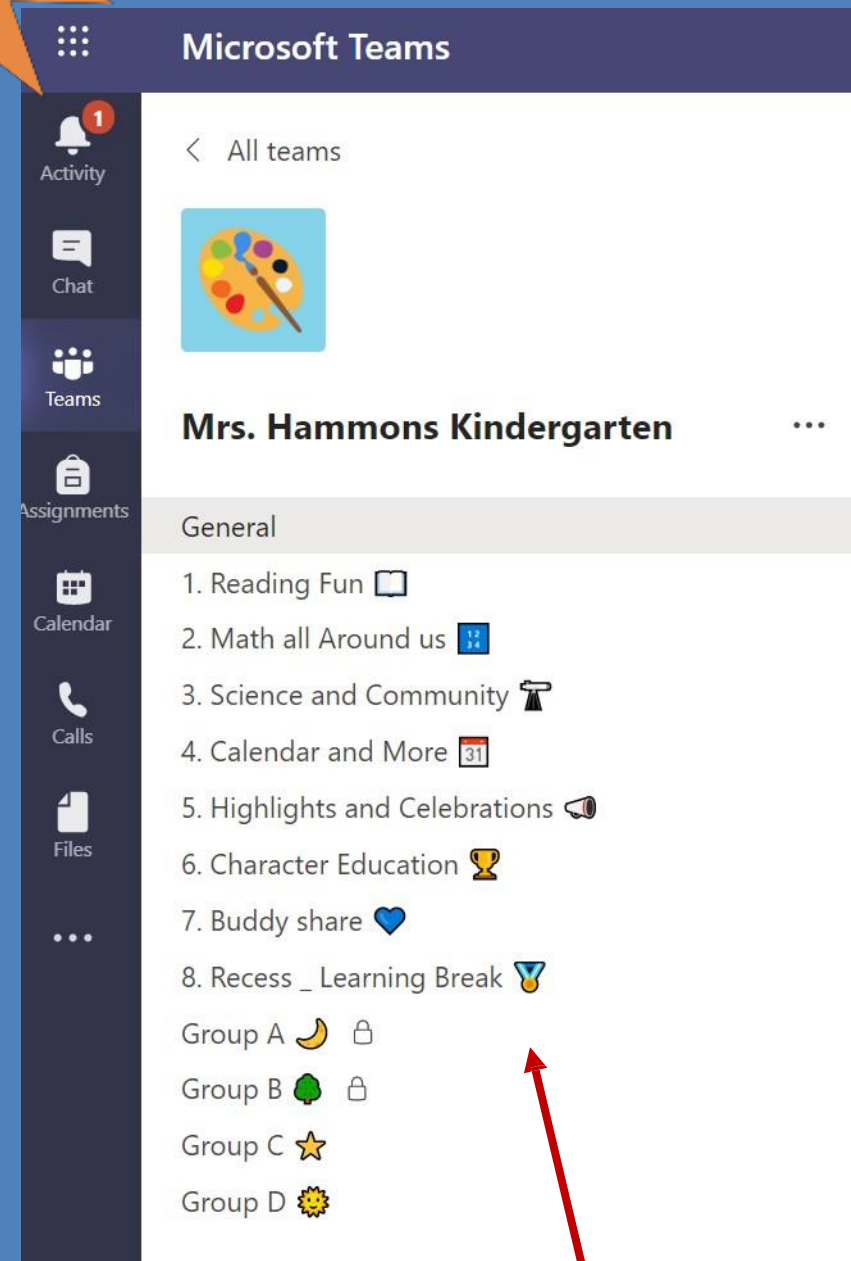 Microsoft Teams
1
Activity
Chat
Teams
Assignments
Calendar
Calls
Files
All teams
Mrs. Hammons Kindergarten
General
1. Reading Fun 📖
2. Math all Around us 🔢
3. Science and Community 🔭
4. Calendar and More 📅
5. Highlights and Celebrations 📣
6. Character Education 🏆
7. Buddy share 💙
8. Recess _ Learning Break 🏅
Group A 🌙
Group B 🌳
Group C ⭐
Group D 🌞